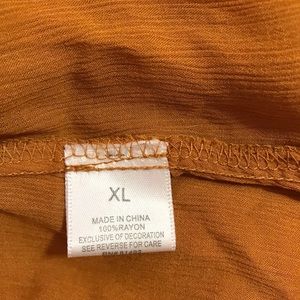 XL
MADE IN CHINA
100%RAYON
EXCLUSIVE OF DECORATION
SEE REVERSE FOR CARE